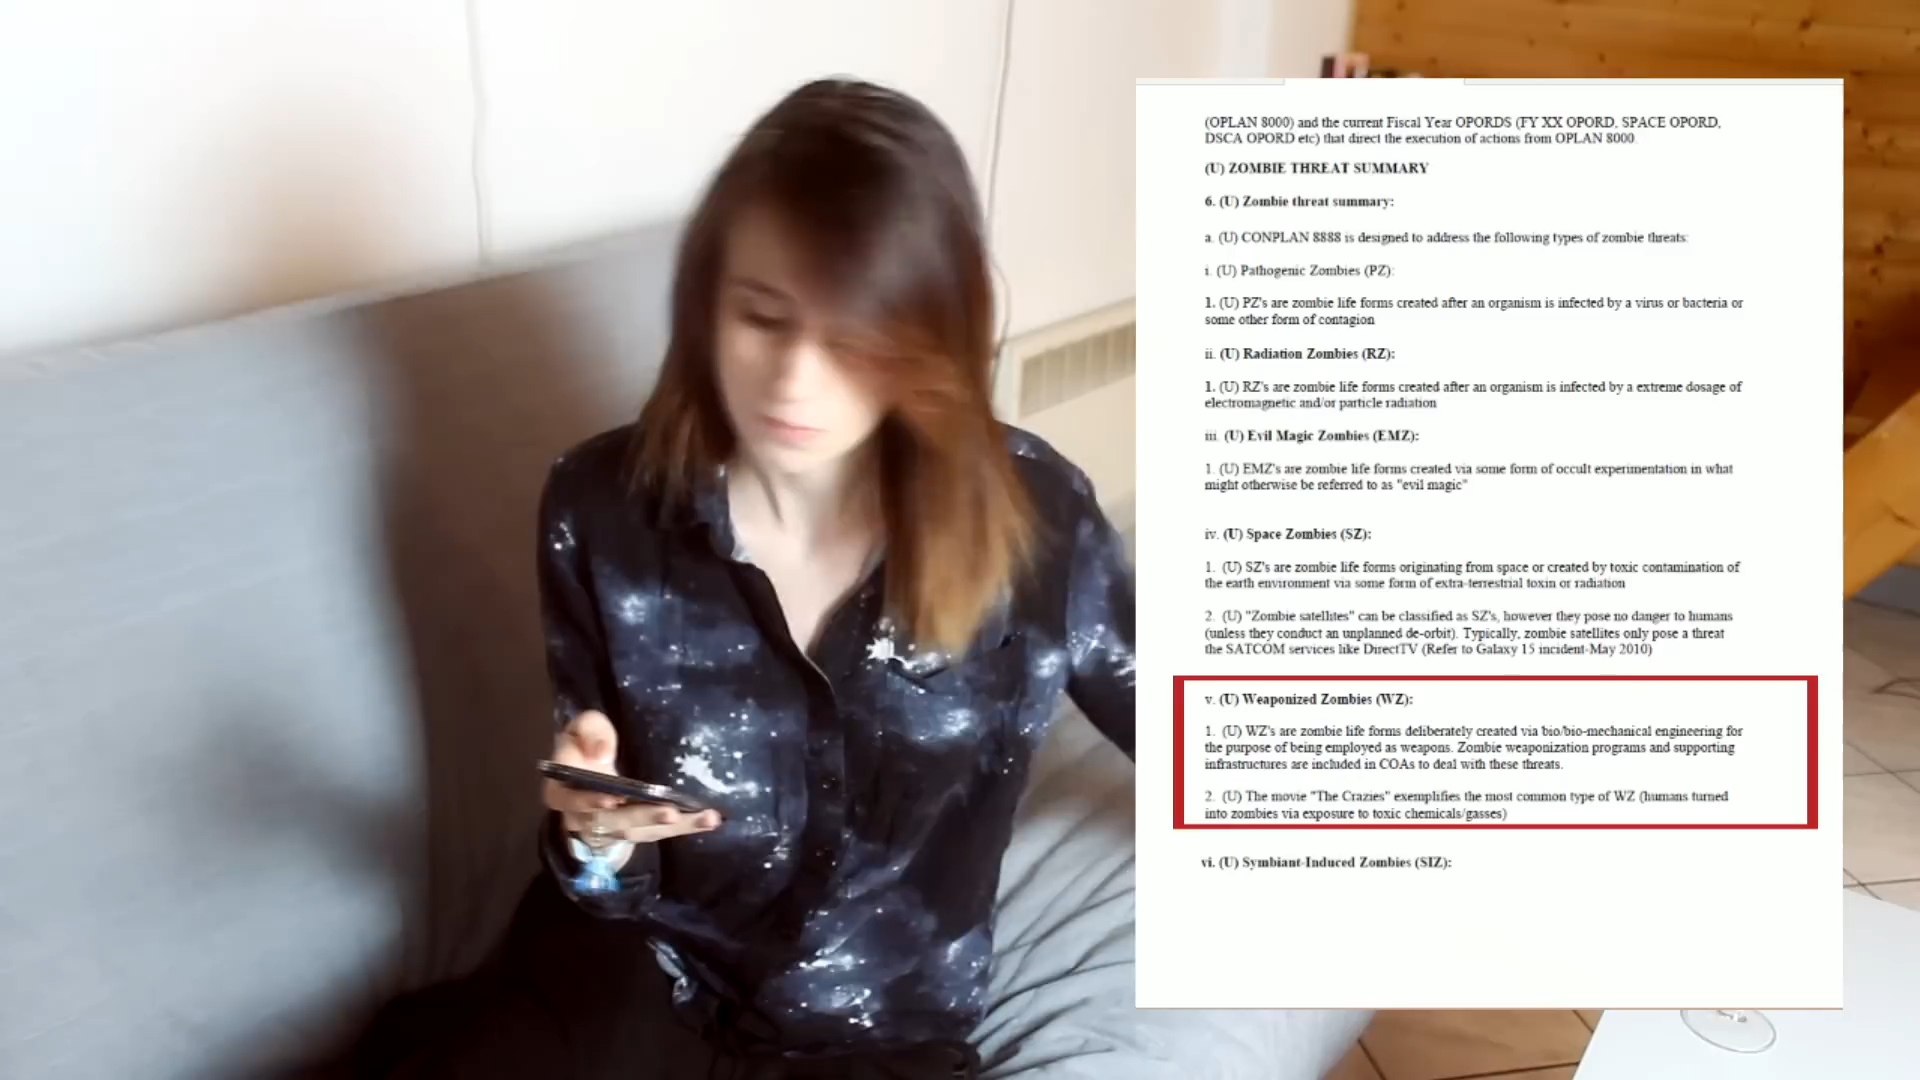 (OPLAN 8000) and the current Fiscal Year OPORDS (FY XX OPORD, SPACE OPORD,
DSCA OPORD etc) that direct the execution of actions from OPLAN 8000.
(U) ZOMBIE THREAT SUMMARY
6. (U) Zombie threat summary:
a. (U) CONPLAN 8888 is designed to address the following types of zombie threats:
i. (U) Pathogenic Zombies (PZ):
1. (U) PZ's are zombie life forms created after an organism is infected by a virus or bacteria or
some other form of contagion
ii. (U) Radiation Zombies (RZ):
1. (U) RZ's are zombie life forms created after an organism is infected by a extreme dosage of
electromagnetic and/or particle radiation
iii. (U) Evil Magic Zombies (EMZ):
1. (U) EMZ's are zombie life forms created via some form of occult experimentation in what
might otherwise be referred to as "evil magic"
iv. (U) Space Zombies (SZ):
1. (U) SZ's are zombie life forms originating from space or created by toxic contamination of
the earth environment via some form of extra-terrestrial toxin or radiation
2. (U) "Zombie satellites" can be classified as SZ's, however they pose no danger to humans
(unless they conduct an unplanned de-orbit). Typically, zombie satellites only pose a threat
the SATCOM services like DirectTV (Refer to Galaxy 15 incident-May 2010)
v. (U) Weaponized Zombies (WZ):
1. (U) WZ's are zombie life forms deliberately created via bio/bio-mechanical engineering for
the purpose of being employed as weapons. Zombie weaponization programs and supporting
infrastructures are included in COAs to deal with these threats.
2. (U) The movie "The Crazies" exemplifies the most common type of WZ (humans turned
into zombies via exposure to toxic chemicals/gasses)
vi. (U) Symbiant-Induced Zombies (SIZ):